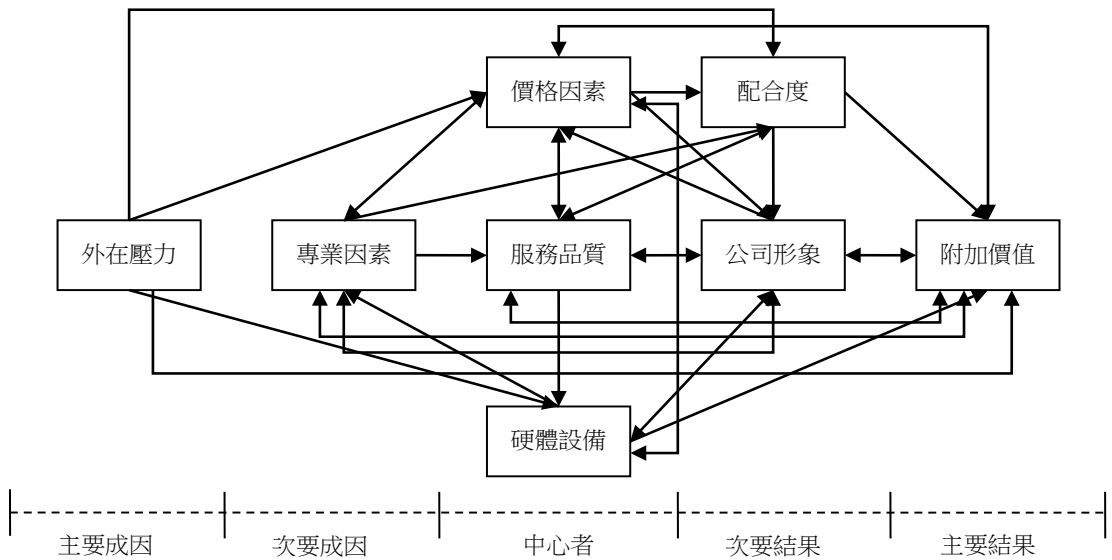 價格因素
配合度
外在壓力
專業因素
服務品質
公司形象
附加價值
硬體設備
主要成因
次要成因
中心者
次要結果
主要結果